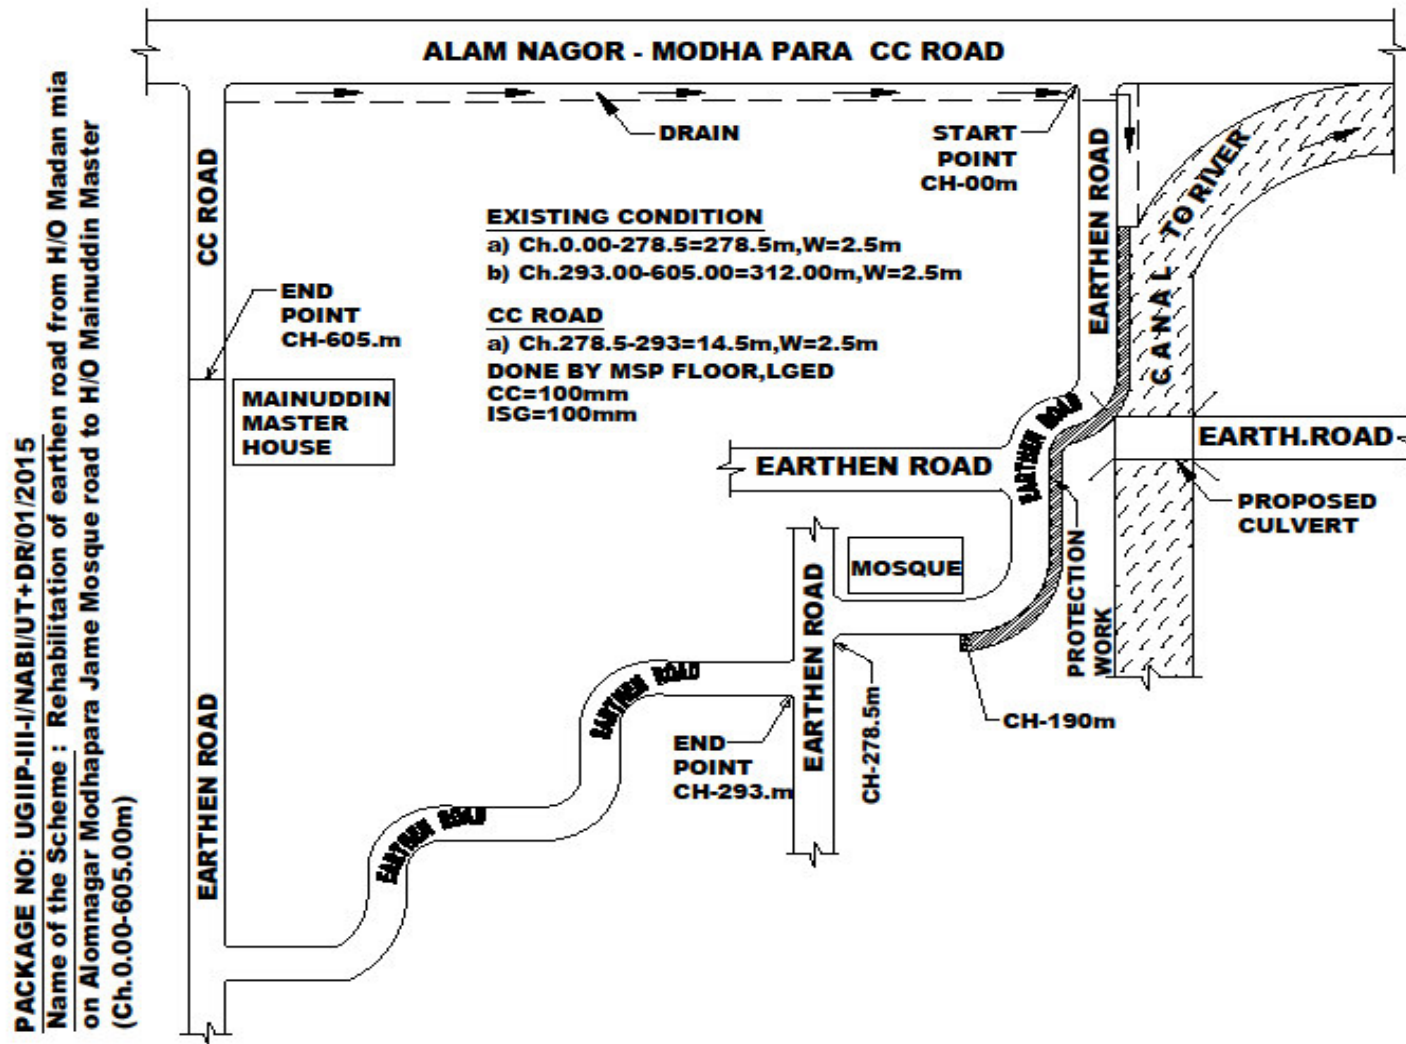 PACKAGE NO: UGIIP-III-I/NABI/UT+DR/01/2015
Name of the Scheme : Rehabilitation of earthen road from H/O Madan mia
on Alomnagar Modhapara Jame Mosque road to H/O Mainuddin Master
(Ch.0.00-605.00m)
ALAM NAGOR - MODHA PARA CC ROAD
DRAIN
START
POINT
CH-00m
CC ROAD
EARTHEN ROAD
CANAL TO RIVER
EXISTING CONDITION
a) Ch.0.00-278.5=278.5m,W=2.5m
b) Ch.293.00-605.00=312.00m,W=2.5m
CC ROAD
a) Ch.278.5-293=14.5m,W=2.5m
DONE BY MSP FLOOR,LGED
CC=100mm
ISG=100mm
END
POINT
CH-605.m
MAINUDDIN
MASTER
HOUSE
EARTHEN ROAD
EARTHEN ROAD
EARTH.ROAD
PROPOSED
CULVERT
MOSQUE
EARTHEN ROAD
PROTECTION
WORK
CH-190m
CH-278.5m
EARTHEN ROAD
END
POINT
CH-293.m
EARTHEN ROAD
EARTHEN ROAD